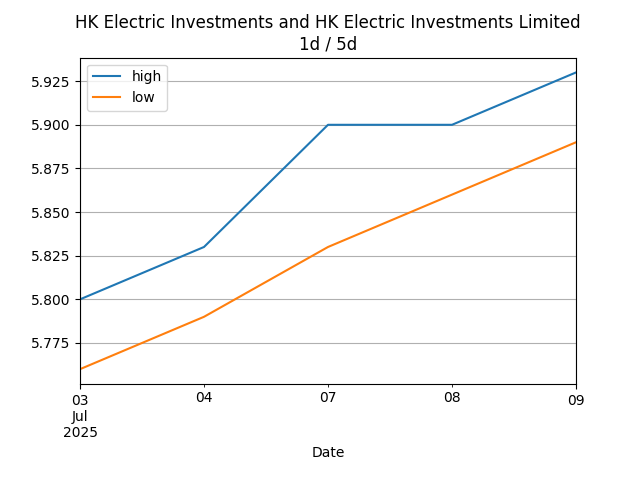 HK Electric Investments and HK Electric Investments Limited
1d / 5d
high
low
5.925
5.900
5.875
5.850
5.825
5.800
5.775
03
Jul
2025
04
07
08
09
Date